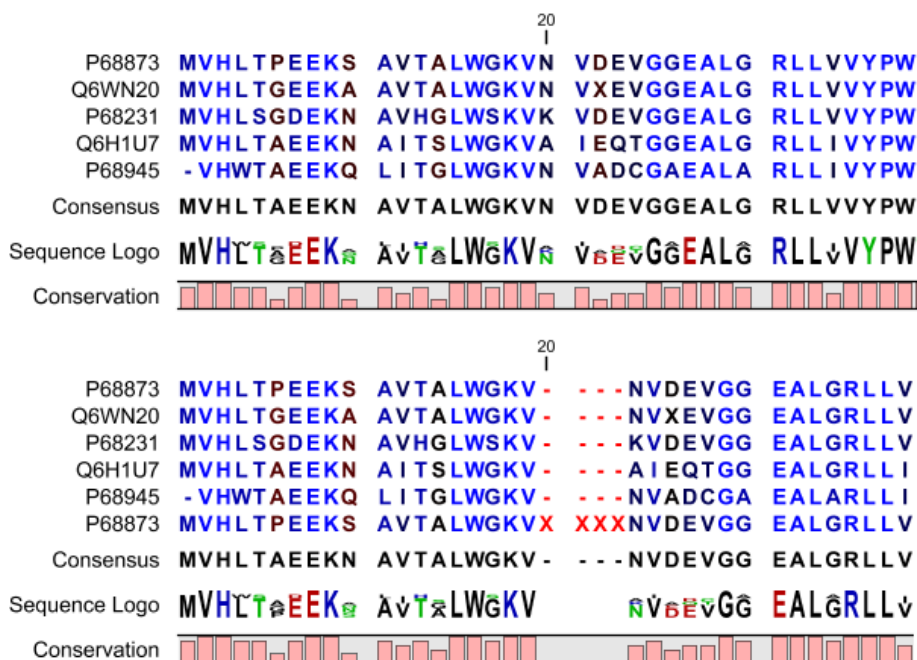 20
P68873 MVHLTPEEKS AVTALWGKVN VDEVGGEALG RLLVVYPW
Q6WN20 MVHLTGEEKA AVTALWGKVN VXEVGGEALG RLLVVYPW
P68231 MVHLSGDEKN AVHGLWSKVK VDEVGGEALG RLLVVYPW
Q6H1U7 MVHLTAEEKN AITSLWGKVA IEQTGGEALG RLLIVYPW
P68945 -VHWTAEEKQ LITGLWGKVN VADCGAEALA RLLIVYPW
Consensus MVHLTAEEKN AVTALWGKVN VDEVGGEALG RLLVVYPW
Sequence Logo
Conservation
20
P68873 MVHLTPEEKS AVTALWGKV- ---NVDEVGG EALGRLLV
Q6WN20 MVHLTGEEKA AVTALWGKV- ---NVXEVGG EALGRLLV
P68231 MVHLSGDEKN AVHGLWSKV- ---KVDEVGG EALGRLLV
Q6H1U7 MVHLTAEEKN AITSLWGKV- ---AIEQTGG EALGRLLI
P68945 -VHWTAEEKQ LITGLWGKV- ---NVADCGA EALARLLI
P68873 MVHLTPEEKS AVTALWGKVX XXXNVDEVGG EALGRLLV
Consensus MVHLTAEEKN AVTALWGKV- ---NVDEVGG EALGRLLV
Sequence Logo
Conservation